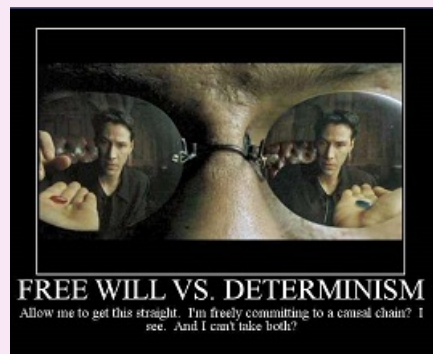 FREE WILL VS. DETERMINISM
Allow me to get this straight. I'm freely committing to a causal chain? I
see. And I can't take both?